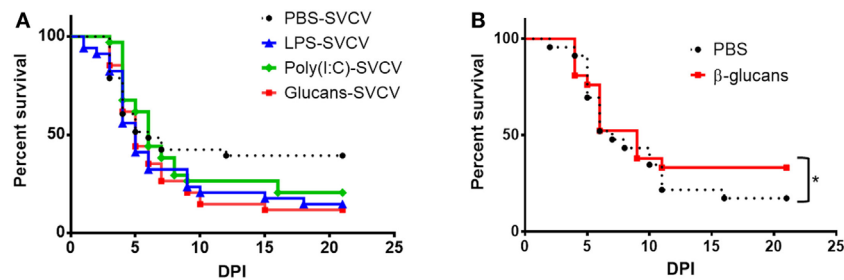 A
PBS-SVCV
LPS-SVCV
Poly(I:C)-SVCV
Glucans-SVCV
Percent survival
100
50
0
0 5 10 15 20 25
DPI
B
PBS
β-glucans
Percent survival
100
50
0
0 5 10 15 20 25
DPI
*